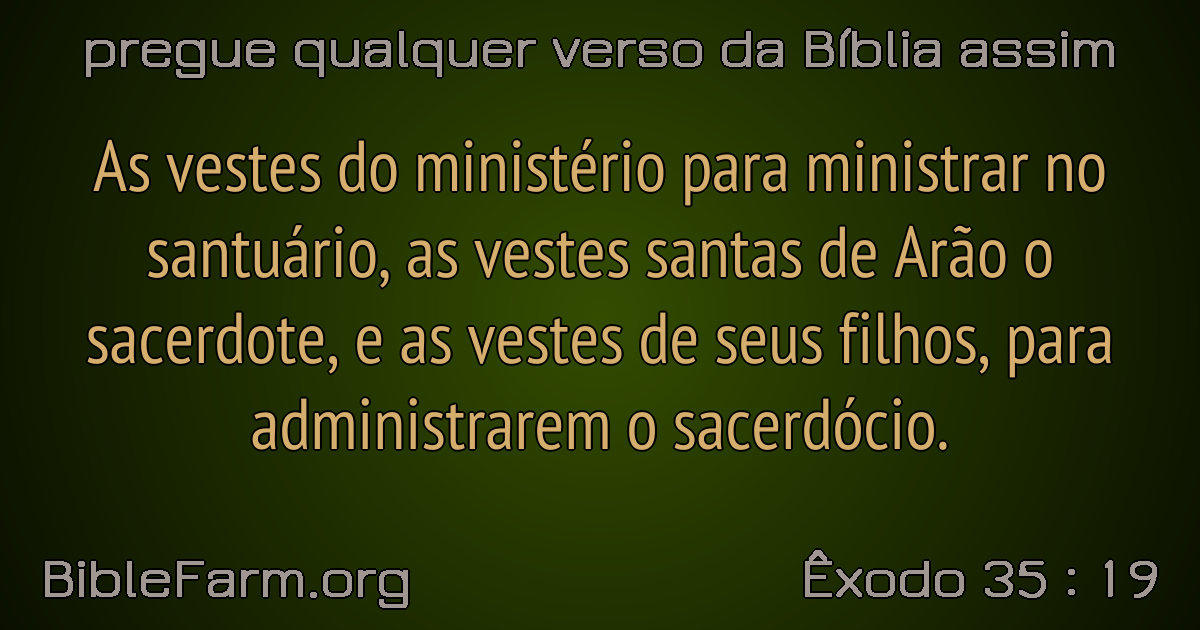 pregue qualquer verso da Bíblia assim
As vestes do ministério para ministrar no
santuário, as vestes santas de Arão o
sacerdote, e as vestes de seus filhos, para
administrarem o sacerdócio.
BibleFarm.org
Êxodo 35 : 19